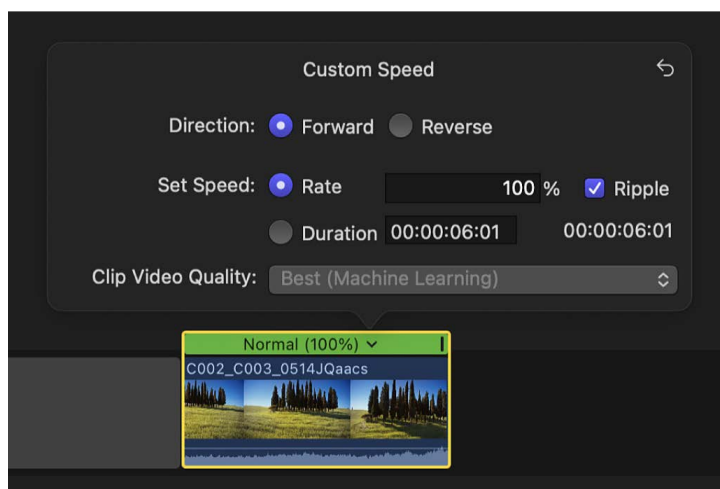 Custom Speed
Direction: Forward Reverse
Set Speed: Rate 100 % Ripple
Duration 00:00:06:01 00:00:06:01
Clip Video Quality: Best (Machine Learning)
Normal (100%)
C002_C003_0514JQaacs